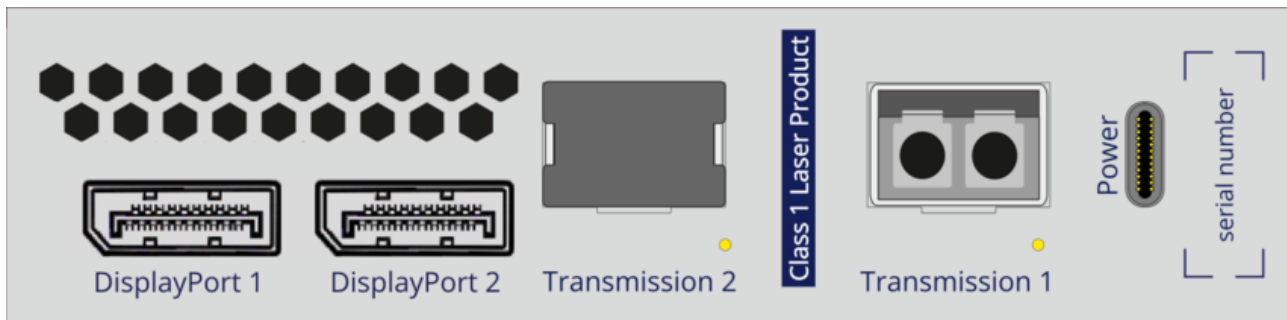 DisplayPort 1
DisplayPort 2
Transmission 2
Class 1 Laser Product
Transmission 1
Power
serial number